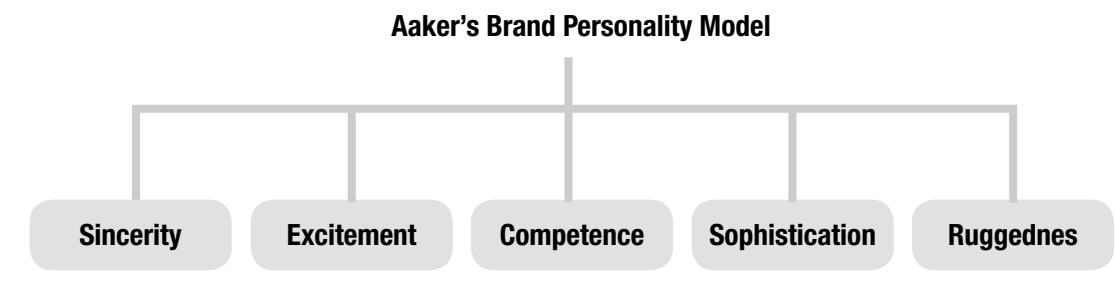 Aaker’s Brand Personality Model
Sincerity
Excitement
Competence
Sophistication
Ruggednes